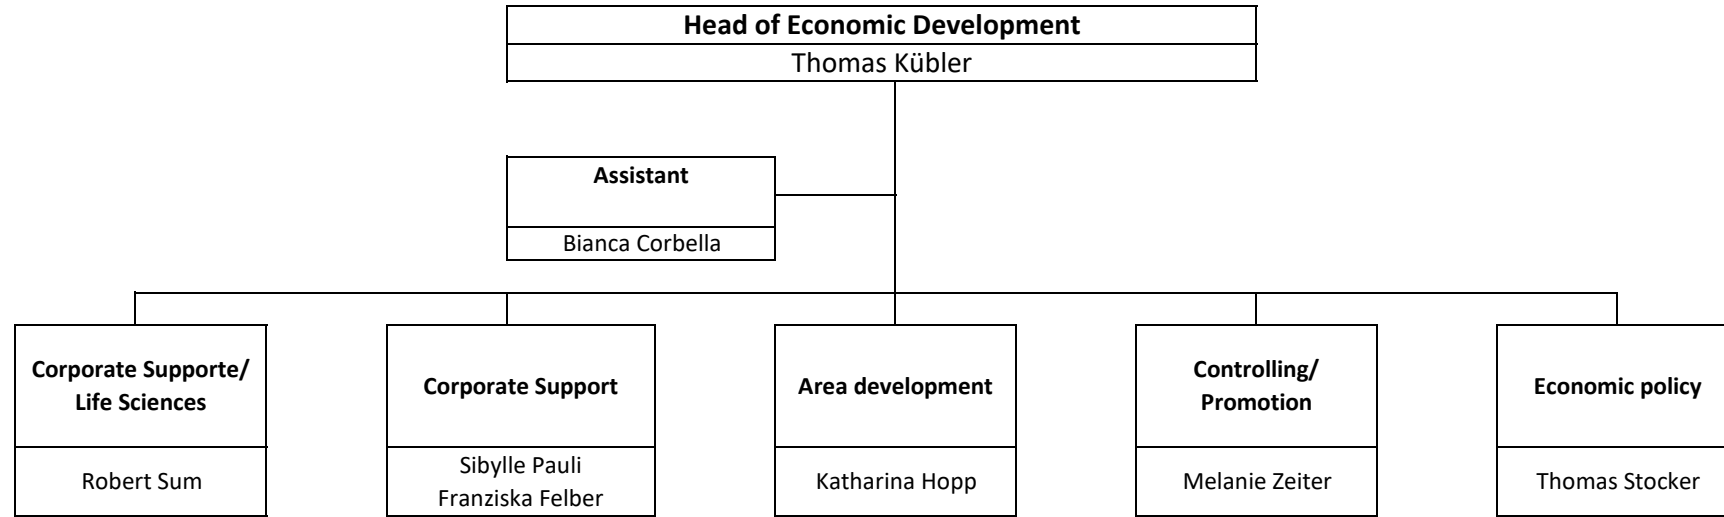 Head of Economic Development
Thomas Kübler
Assistant
Bianca Corbella
Corporate Supporte/
Life Sciences
Robert Sum
Corporate Support
Sibylle Pauli
Franziska Felber
Area development
Katharina Hopp
Controlling/
Promotion
Melanie Zeiter
Economic policy
Thomas Stocker